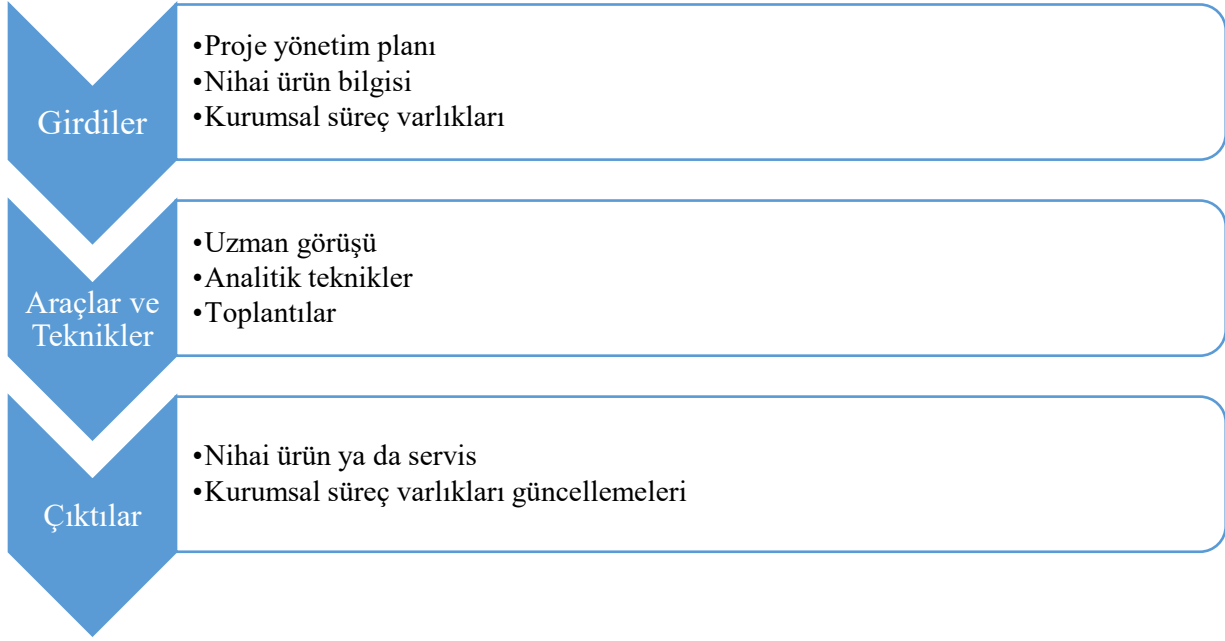 Girdiler
•Proje yönetim planı
•Nihai ürün bilgisi
•Kurumsal süreç varlıkları
Araçlar ve
Teknikler
•Uzman görüşü
•Analitik teknikler
•Toplantılar
Çıktılar
•Nihai ürün ya da servis
•Kurumsal süreç varlıkları güncellemeleri